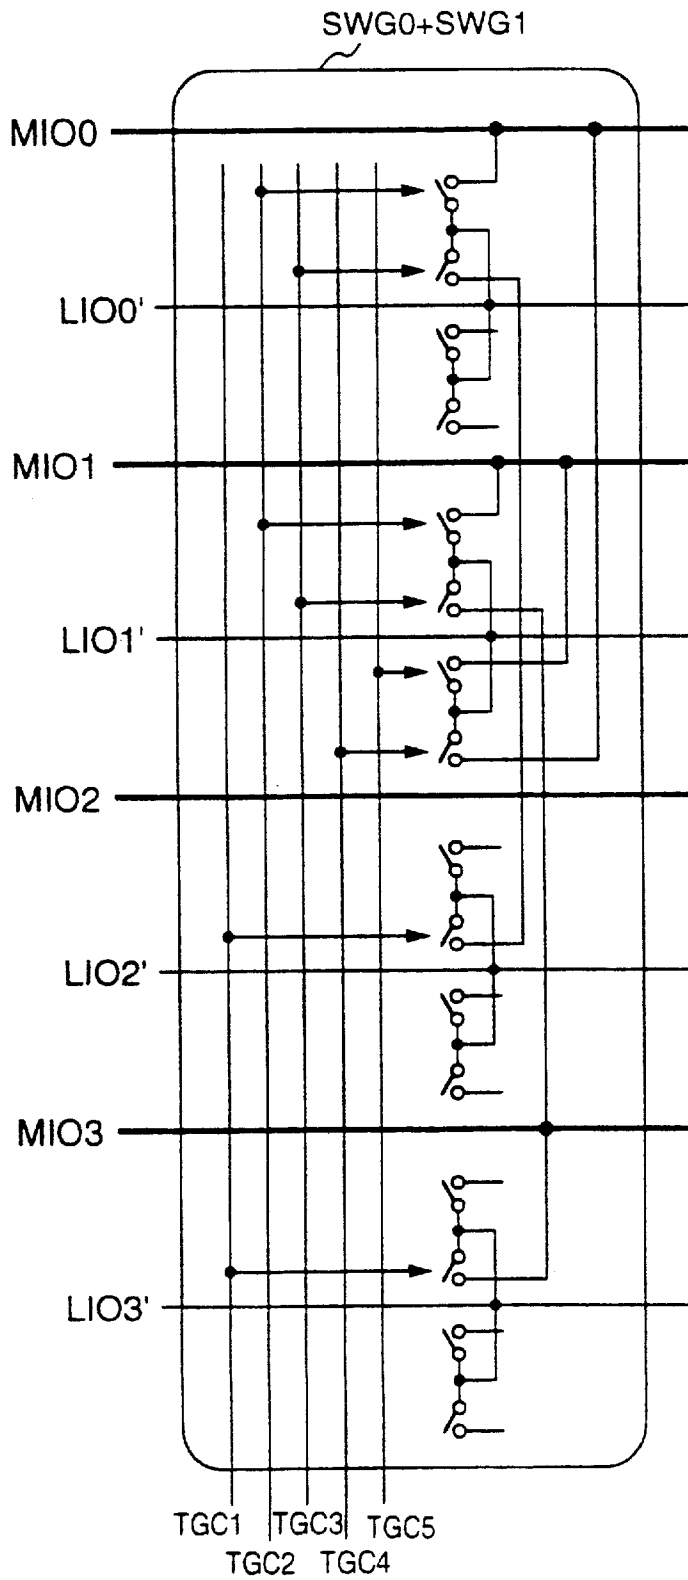 SWG0+SWG1
MIO0
LIO0'
MIO1
LIO1'
MIO2
LIO2'
MIO3
LIO3'
TGC1 TGC3 TGC5
TGC2 TGC4